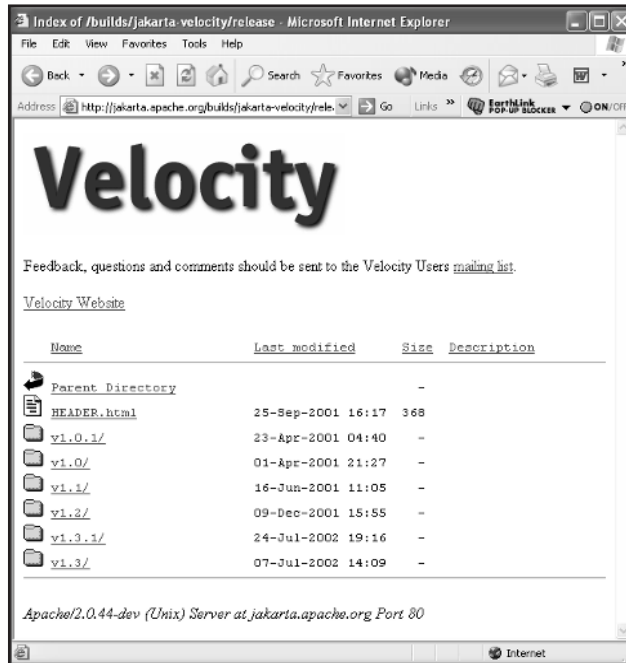 Index of /builds/jakarta-velocity/release - Microsoft Internet Explorer
File Edit View Favorites Tools Help
Back Search Favorites Media W
Address http://jakarta.apache.org/builds/jakarta-velocity/rele. Go Links » EarthLink POP-UP BLOCKER ON/OFF
Velocity
Feedback, questions and comments should be sent to the Velocity Users mailing list.
Velocity Website
Name Last modified Size Description
Parent Directory -
HEADER.html 25-Sep-2001 16:17 368
v1.0.1/ 23-Apr-2001 04:40 -
v1.0/ 01-Apr-2001 21:27 -
v1.1/ 16-Jun-2001 11:05 -
v1.2/ 09-Dec-2001 15:55 -
v1.3.1/ 24-Jul-2002 19:16 -
v1.3/ 07-Jul-2002 14:09 -
Apache/2.0.44-dev (Unix) Server at jakarta.apache.org Port 80
Internet